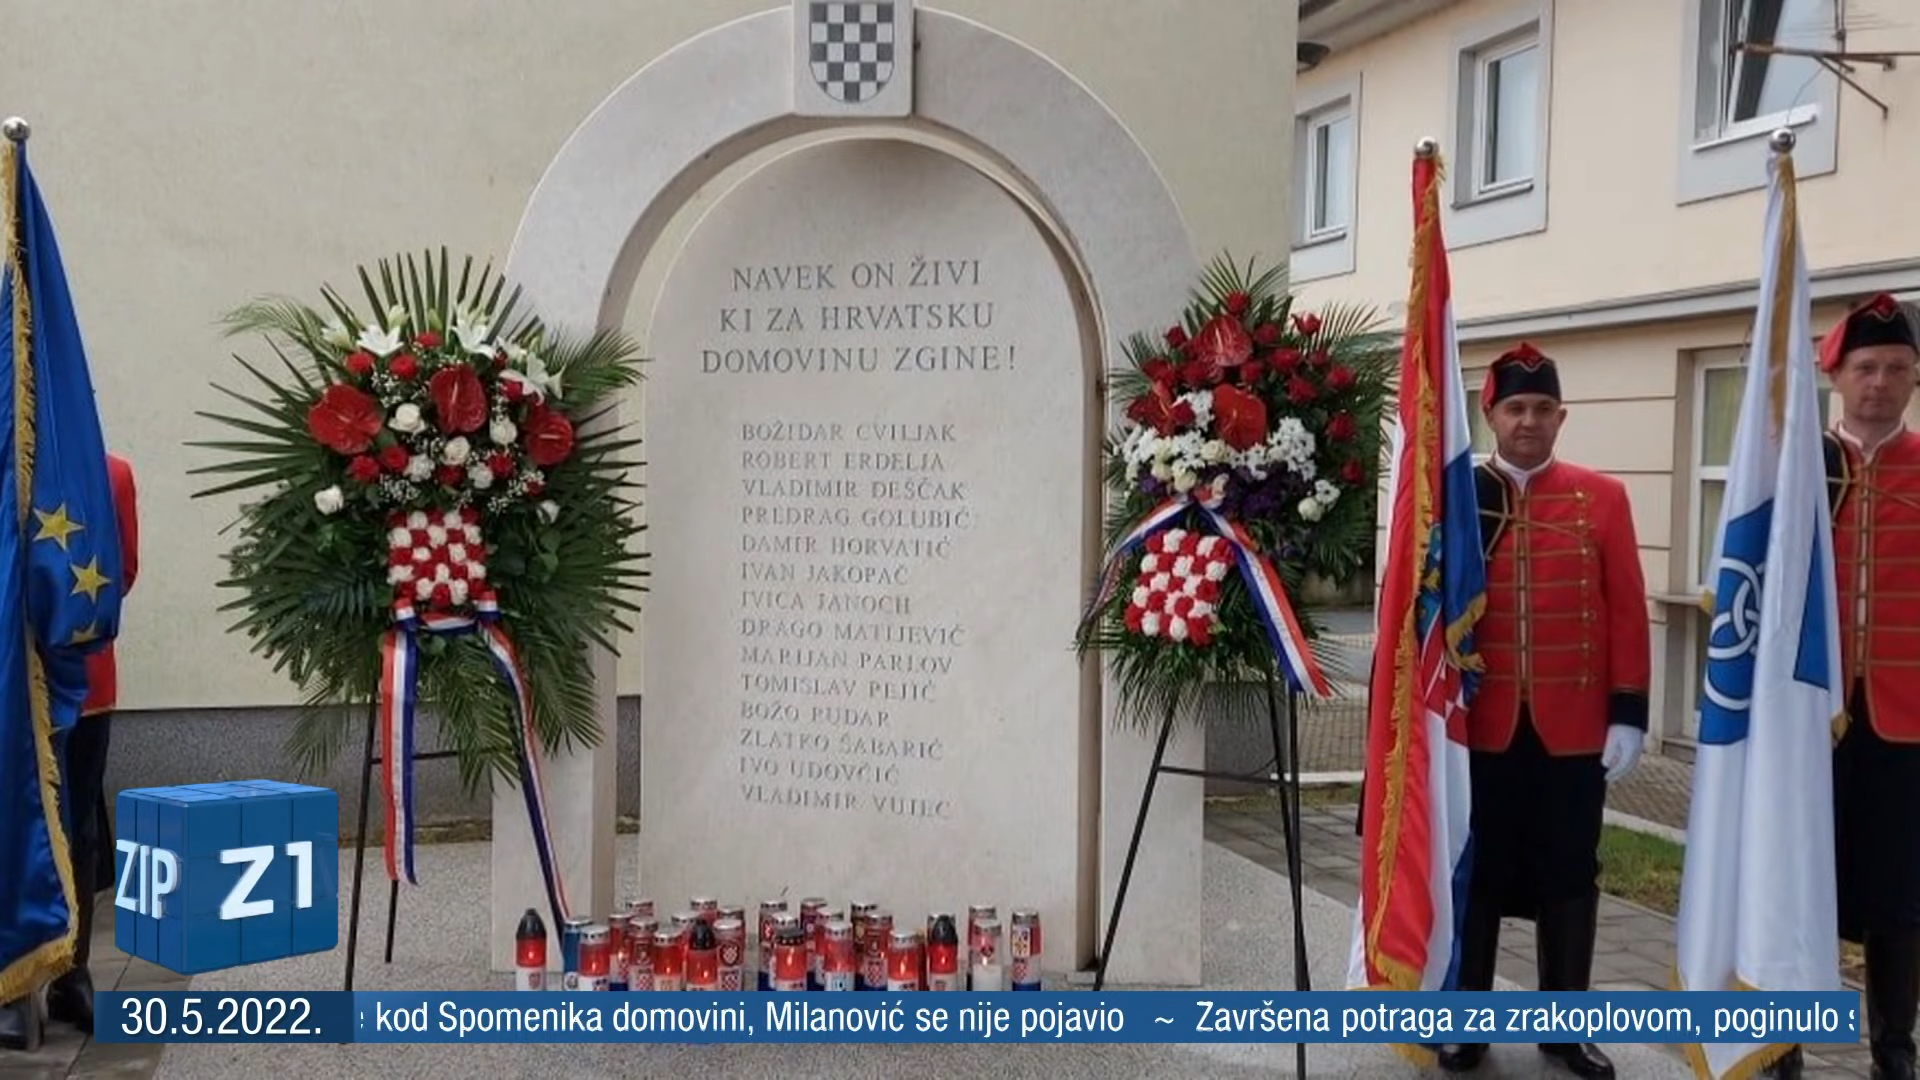 NAVEK ON ŽIVI
KI ZA HRVATSKU
DOMOVINU ZGINE!
BOŽIDAR CVILJAK
ROBERT ERDELJA
VLADIMIR DEŠČAK
PREDRAG GOLUBIĆ
DAMIR HORVATIĆ
IVAN JAKOPAČ
IVICA JANOCH
DRAGO MATIJEVIĆ
MARIJAN PARLOV
TOMISLAV PEJIĆ
BOŽO RUDAR
ZLATKO ŠABARIĆ
IVO UDOVČIĆ
VLADIMIR VUJEC
ZIP Z1
30.5.2022. kod Spomenika domovini, Milanović se nije pojavio ~ Završena potraga za zrakoplovom, poginulo